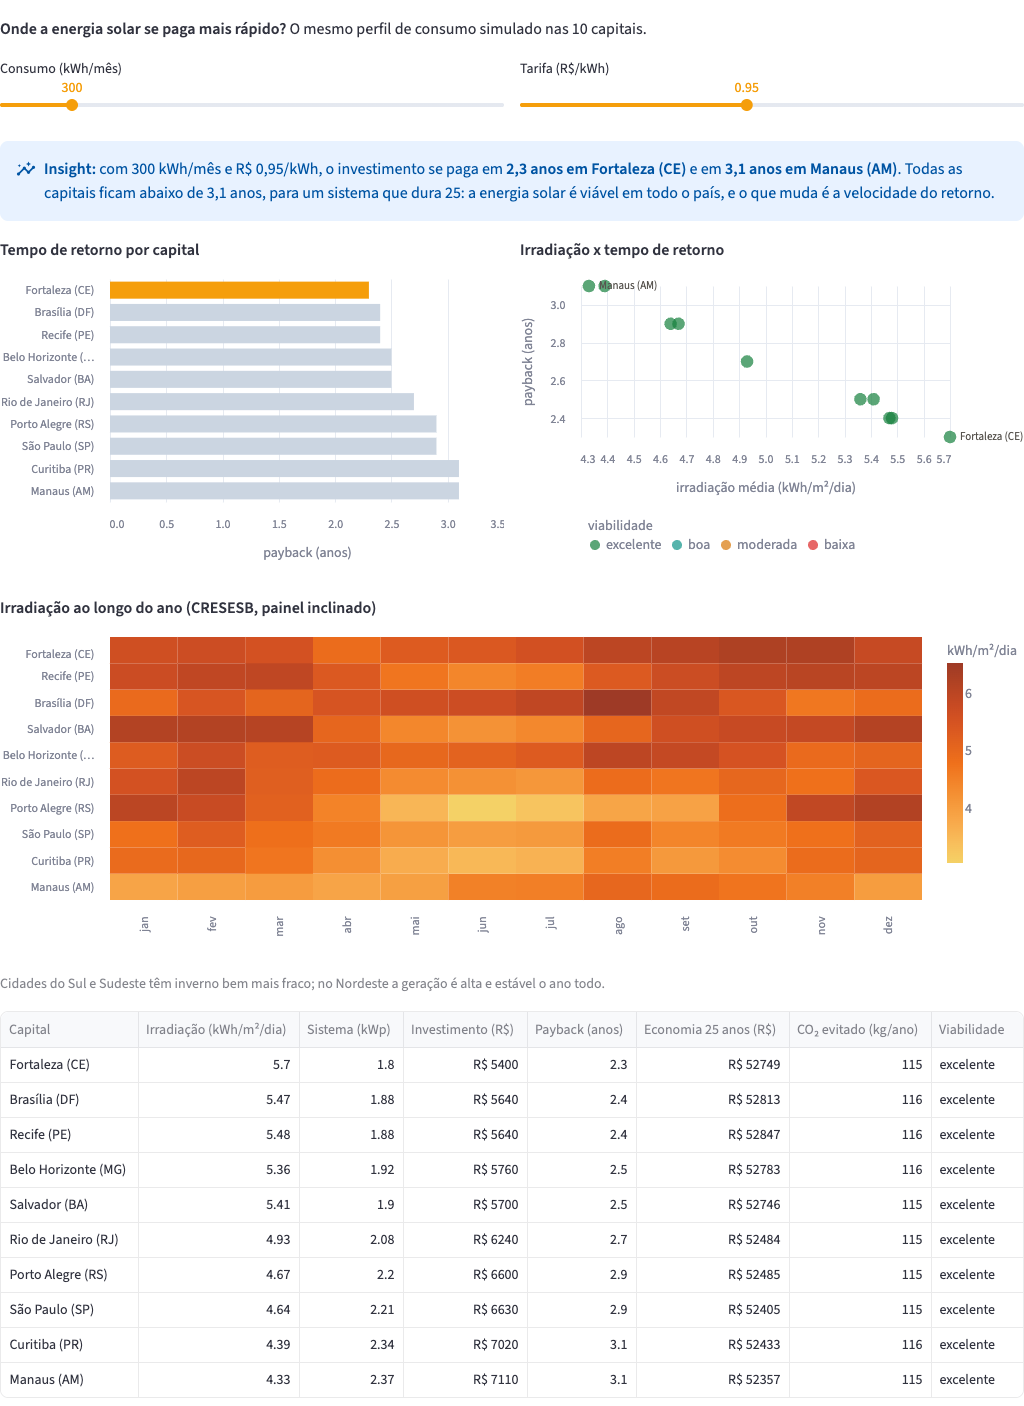 Onde a energia solar se paga mais rápido? O mesmo perfil de consumo simulado nas 10 capitais.
Consumo (kWh/mês)
300
Tarifa (R$/kWh)
0.95
Insight: com 300 kWh/mês e R$ 0,95/kWh, o investimento se paga em 2,3 anos em Fortaleza (CE) e em 3,1 anos em Manaus (AM). Todas as
capitais ficam abaixo de 3,1 anos, para um sistema que dura 25: a energia solar é viável em todo o país, e o que muda é a velocidade do retorno.
Tempo de retorno por capital
Fortaleza (CE)
Brasília (DF)
Recife (PE)
Belo Horizonte (…
Salvador (BA)
Rio de Janeiro (RJ)
Porto Alegre (RS)
São Paulo (SP)
Curitiba (PR)
Manaus (AM)
0.0 0.5 1.0 1.5 2.0 2.5 3.0 3.5
payback (anos)
Irradiação x tempo de retorno
Manaus (AM)
3.0
2.8
2.6
2.4
payback (anos)
Fortaleza (CE)
4.3 4.4 4.5 4.6 4.7 4.8 4.9 5.0 5.1 5.2 5.3 5.4 5.5 5.6 5.7
irradiação média (kWh/m²/dia)
viabilidade
excelente boa moderada baixa
Irradiação ao longo do ano (CRESESB, painel inclinado)
Fortaleza (CE)
Recife (PE)
Brasília (DF)
Salvador (BA)
Belo Horizonte (…
Rio de Janeiro (RJ)
Porto Alegre (RS)
São Paulo (SP)
Curitiba (PR)
Manaus (AM)
jan fev mar abr mai jun jul ago set out nov dez
kWh/m²/dia
6
5
4
Cidades do Sul e Sudeste têm inverno bem mais fraco; no Nordeste a geração é alta e estável o ano todo.
Capital Irradiação (kWh/m²/dia) Sistema (kWp) Investimento (R$) Payback (anos) Economia 25 anos (R$) CO₂ evitado (kg/ano) Viabilidade
Fortaleza (CE) 5.7 1.8 R$ 5400 2.3 R$ 52749 115 excelente
Brasília (DF) 5.47 1.88 R$ 5640 2.4 R$ 52813 116 excelente
Recife (PE) 5.48 1.88 R$ 5640 2.4 R$ 52847 116 excelente
Belo Horizonte (MG) 5.36 1.92 R$ 5760 2.5 R$ 52783 116 excelente
Salvador (BA) 5.41 1.9 R$ 5700 2.5 R$ 52746 115 excelente
Rio de Janeiro (RJ) 4.93 2.08 R$ 6240 2.7 R$ 52484 115 excelente
Porto Alegre (RS) 4.67 2.2 R$ 6600 2.9 R$ 52485 115 excelente
São Paulo (SP) 4.64 2.21 R$ 6630 2.9 R$ 52405 115 excelente
Curitiba (PR) 4.39 2.34 R$ 7020 3.1 R$ 52433 116 excelente
Manaus (AM) 4.33 2.37 R$ 7110 3.1 R$ 52357 115 excelente